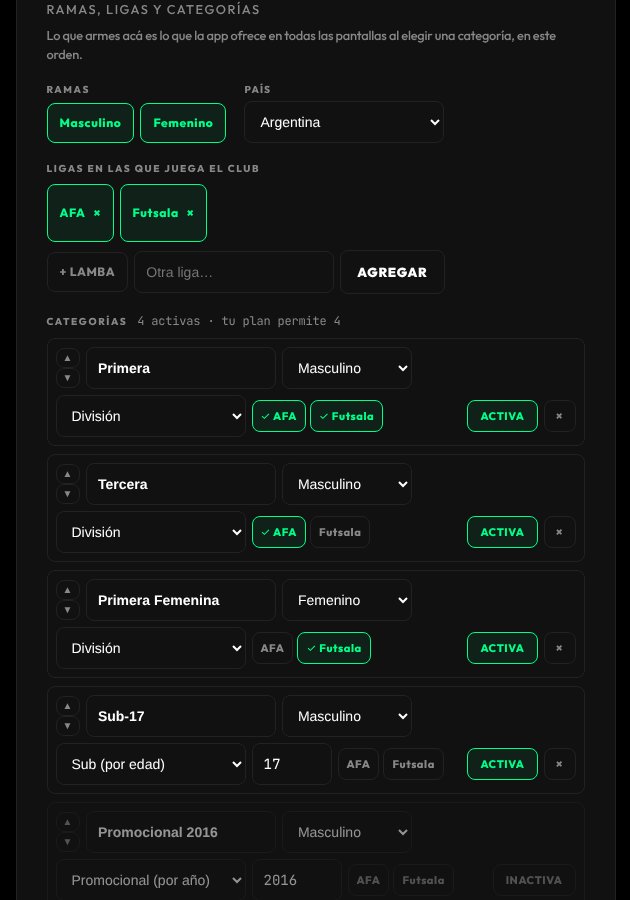 RAMAS, LIGAS Y CATEGORÍAS
Lo que armes acá es lo que la app ofrece en todas las pantallas al elegir una categoría, en este
orden.
RAMAS PAÍS
Masculino Femenino Argentina
LIGAS EN LAS QUE JUEGA EL CLUB
AFA × Futsala ×
+ LAMBA Otra liga… AGREGAR
CATEGORÍAS 4 activas · tu plan permite 4
▲ Primera Masculino
▼
División ✓ AFA ✓ Futsala ACTIVA ×
▲ Tercera Masculino
▼
División ✓ AFA Futsala ACTIVA ×
▲ Primera Femenina Femenino
▼
División AFA ✓ Futsala ACTIVA ×
▲ Sub-17 Masculino
▼
Sub (por edad) 17 AFA Futsala ACTIVA ×
▲ Promocional 2016 Masculino
▼
Promocional (por año) 2016 AFA Futsala INACTIVA